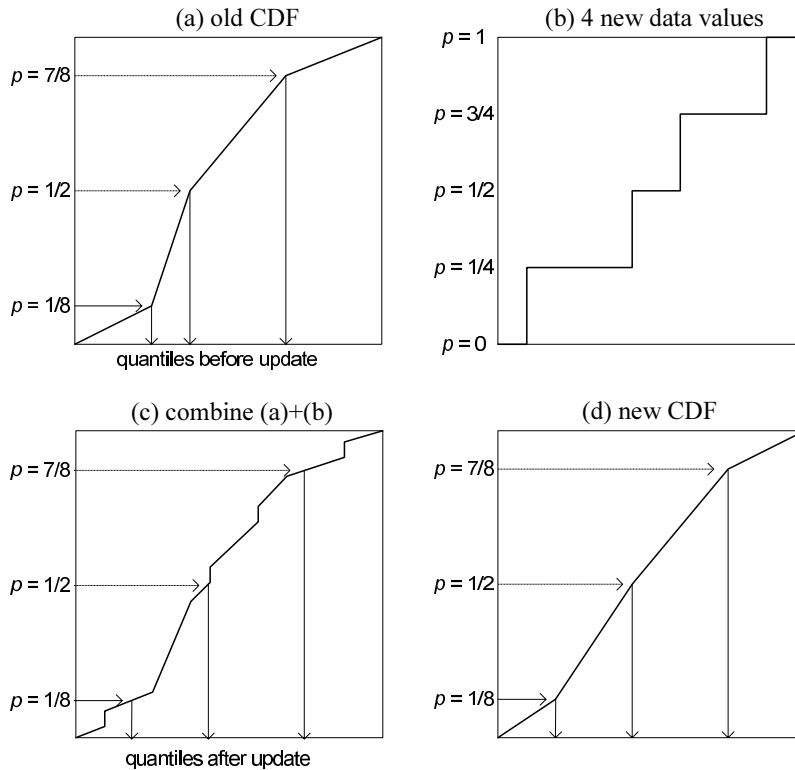 (a) old CDF
p = 7/8
p = 1/2
p = 1/8
quantiles before update
(b) 4 new data values
p = 1
p = 3/4
p = 1/2
p = 1/4
p = 0
(c) combine (a)+(b)
p = 7/8
p = 1/2
p = 1/8
quantiles after update
(d) new CDF
p = 7/8
p = 1/2
p = 1/8